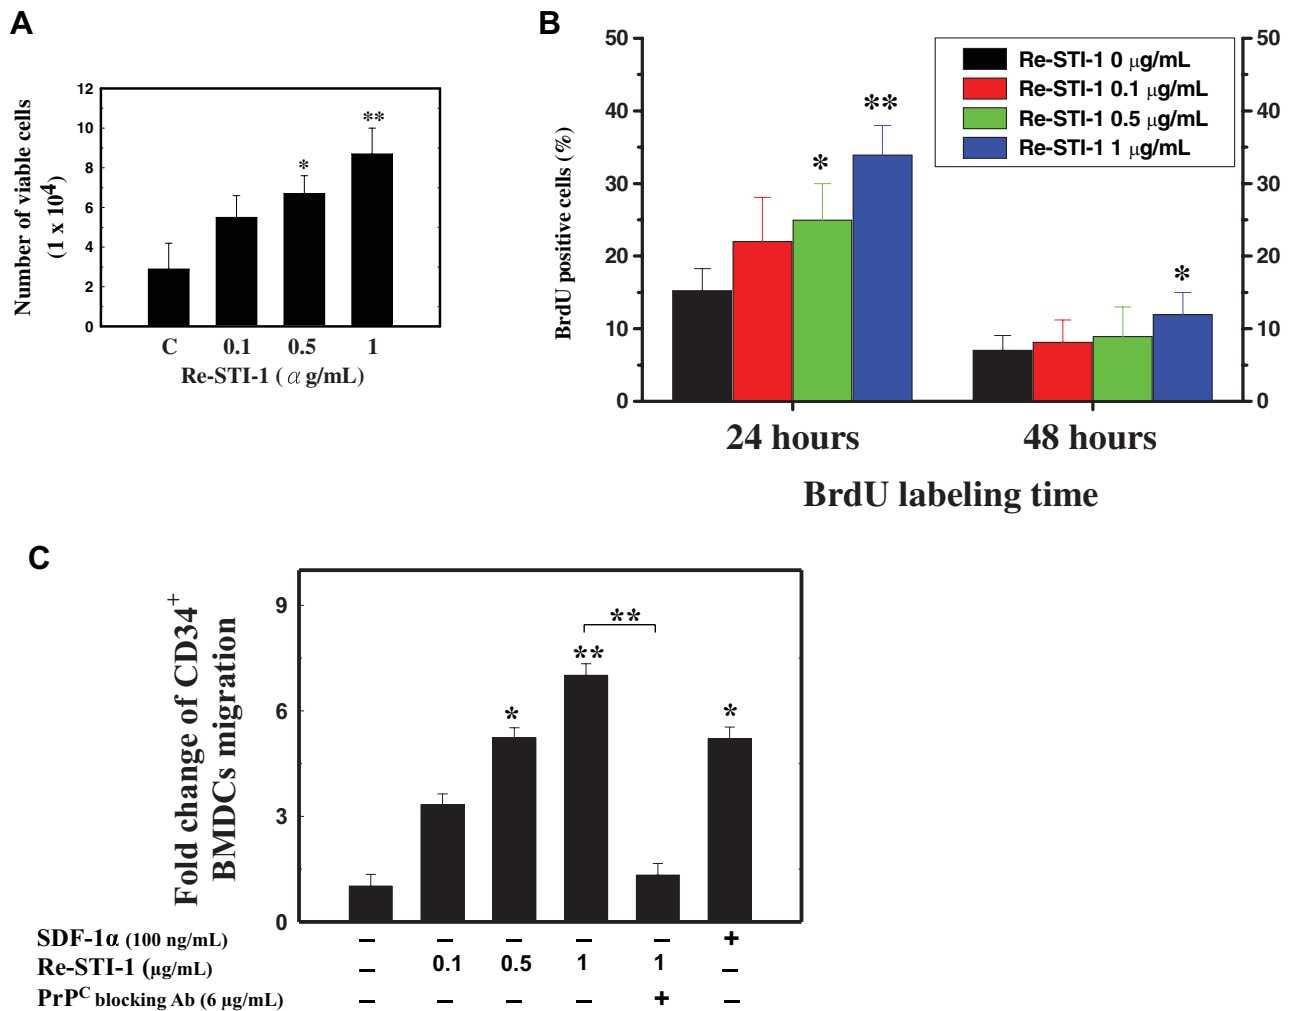 A
Number of viable cells
(1 x 10⁴)
12
10
8
6
4
2
0
*
**
C 0.1 0.5 1
Re-STI-1 (α g/mL)
B
BrdU positive cells (%)
50
40
30
20
10
0
50
40
30
20
10
0
Re-STI-1 0 µg/mL
Re-STI-1 0.1 µg/mL
Re-STI-1 0.5 µg/mL
Re-STI-1 1 µg/mL
*
**
*
24 hours 48 hours
BrdU labeling time
C
Fold change of CD34⁺
BMDCs migration
9
6
3
0
*
**
**
*
SDF-1α (100 ng/mL) – – – – – +
Re-STI-1 (µg/mL) – 0.1 0.5 1 1 –
PrPᶜ blocking Ab (6 µg/mL) – – – – + –